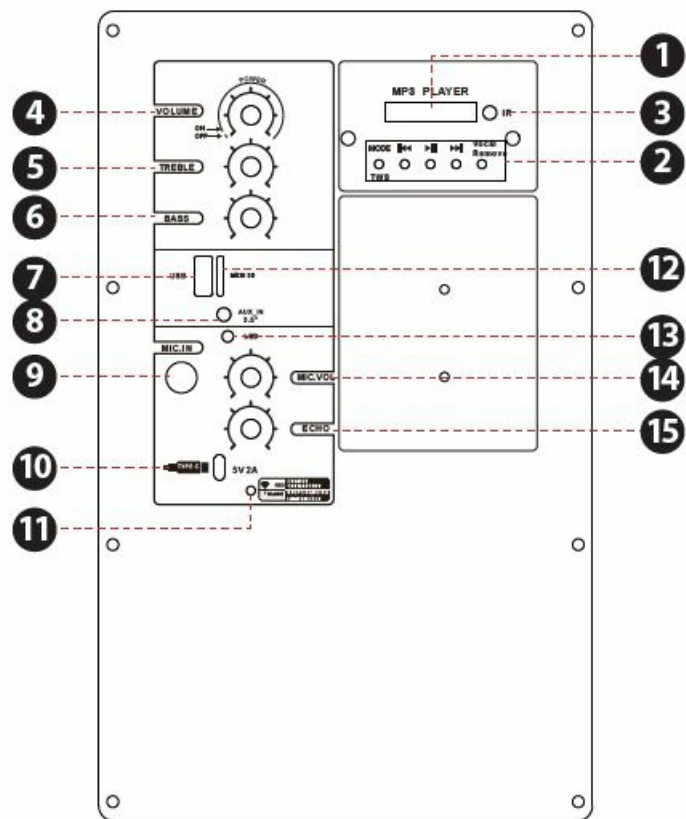 POWER
VOLUME
ON
OFF
TREBLE
BASS
USB
AUX_IN
LED
MIC.IN
MIC.VOL
ECHO
TYPE C
5V 2A
MP3 PLAYER
IR
MODE
Vocal
Remove
TWS
1
2
3
4
5
6
7
8
9
10
11
12
13
14
15